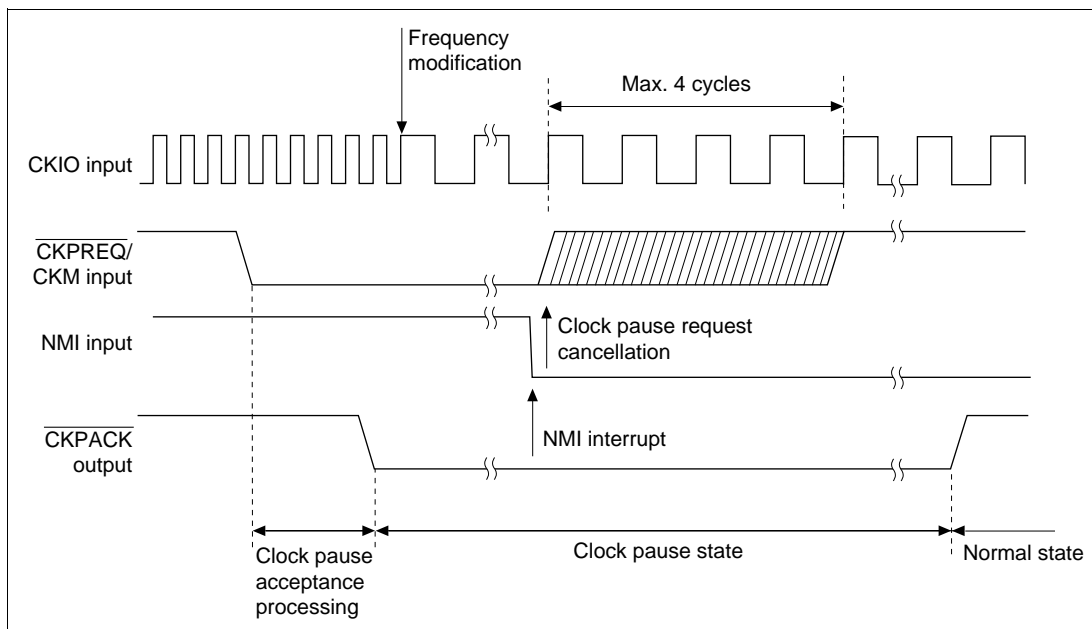 Frequency
modification
Max. 4 cycles
CKIO input
CKPREQ/
CKM input
NMI input
Clock pause request
cancellation
CKPACK
output
NMI interrupt
Clock pause
acceptance
processing
Clock pause state
Normal state